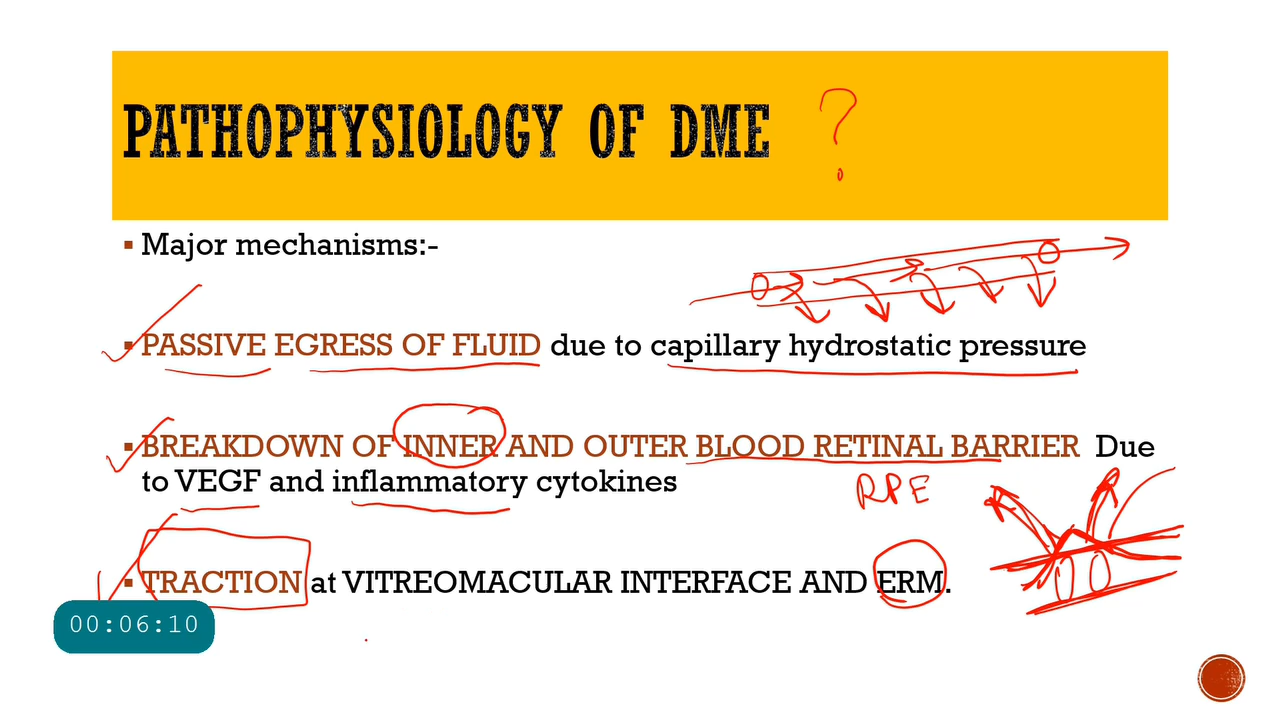 PATHOPHYSIOLOGY OF DME ?
▪ Major mechanisms:-
▪ PASSIVE EGRESS OF FLUID due to capillary hydrostatic pressure
▪ BREAKDOWN OF INNER AND OUTER BLOOD RETINAL BARRIER Due
to VEGF and inflammatory cytokines
RPE
▪ TRACTION at VITREOMACULAR INTERFACE AND ERM.
00:06:10